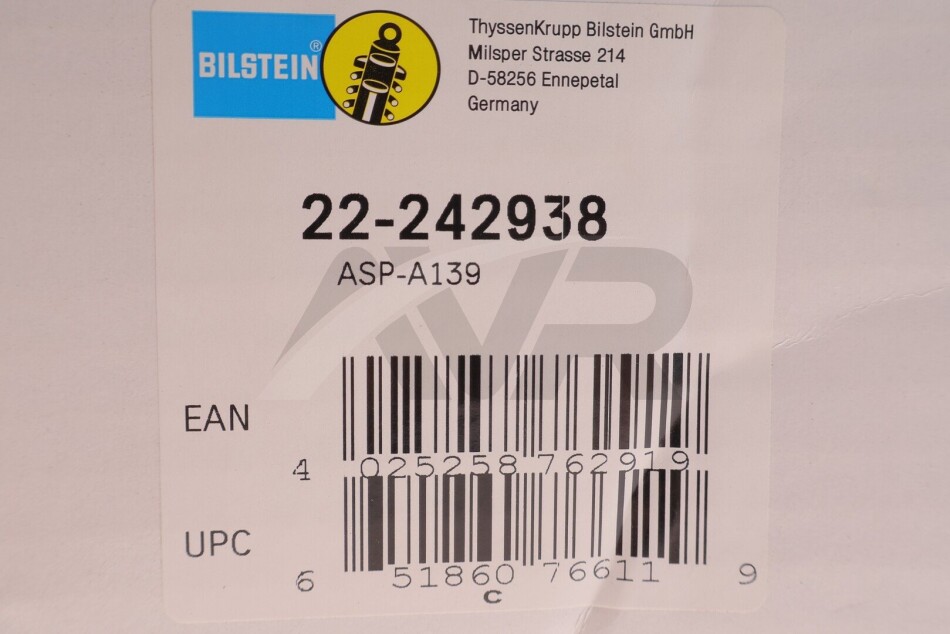 BILSTEIN®
ThyssenKrupp Bilstein GmbH
Milsper Strasse 214
D-58256 Ennepetal
Germany
22-242938
ASP-A139
AVR
EAN
4 025258 762919
UPC
6 51860 76611 9
C